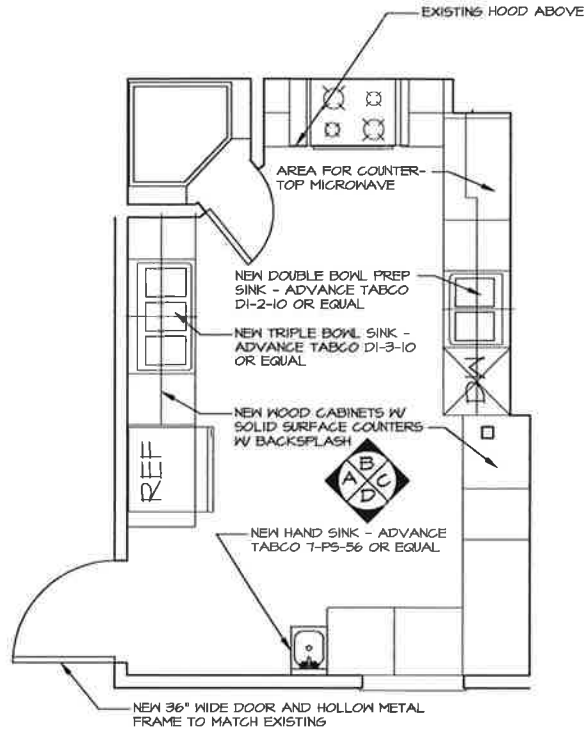 EXISTING HOOD ABOVE
AREA FOR COUNTER-
TOP MICROWAVE
NEW DOUBLE BOWL PREP
SINK - ADVANCE TABCO
DI-2-10 OR EQUAL
NEW TRIPLE BOWL SINK -
ADVANCE TABCO DI-3-10
OR EQUAL
DW
NEW WOOD CABINETS W/
SOLID SURFACE COUNTERS
W/ BACKSPLASH
REF
B
A C
D
NEW HAND SINK - ADVANCE
TABCO 7-PS-56 OR EQUAL
NEW 36" WIDE DOOR AND HOLLOW METAL
FRAME TO MATCH EXISTING